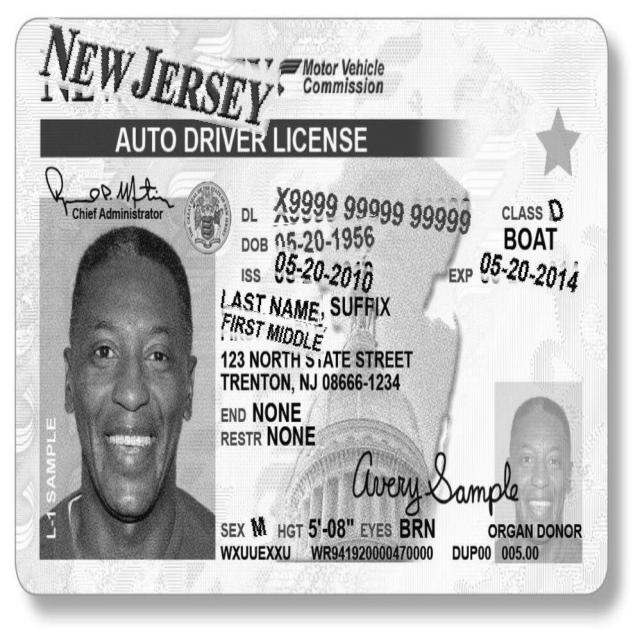 NEW JERSEY
Motor Vehicle
Commission
AUTO DRIVER LICENSE
Chief Administrator
DL X9999 99999 99999
CLASS D
DOB 05-20-1956
BOAT
ISS 05-20-2010
EXP 05-20-2014
LAST NAME, SUFFIX
FIRST MIDDLE
123 NORTH STATE STREET
TRENTON, NJ 08666-1234
END NONE
RESTR NONE
L-1 SAMPLE
Avery Sample
SEX M HGT 5'-08" EYES BRN
ORGAN DONOR
WXUUEXXU WR941920000470000 DUP00 005.00